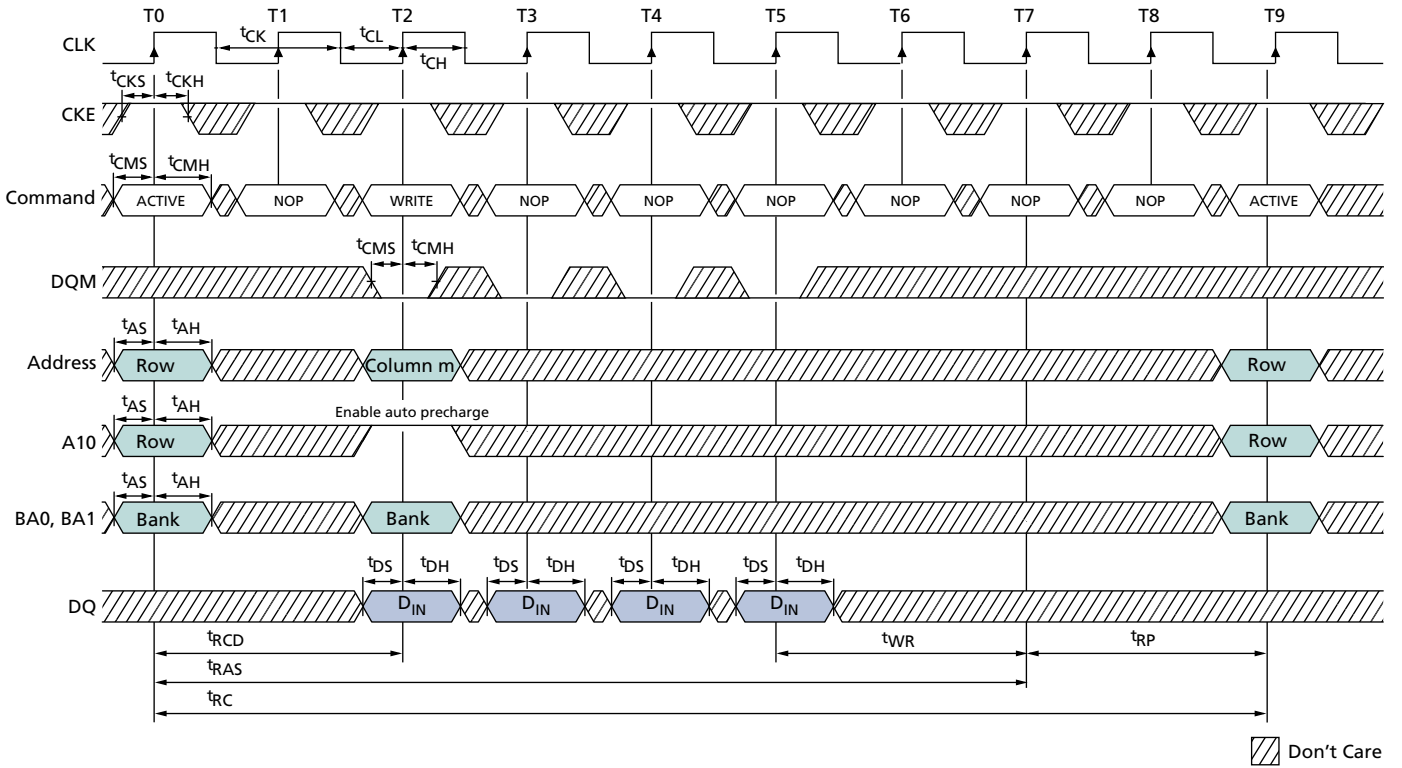 T0 T1 T2 T3 T4 T5 T6 T7 T8 T9
CLK tCK tCL tCH
tCKS tCKH
CKE
tCMS tCMH
Command ACTIVE NOP WRITE NOP NOP NOP NOP NOP NOP ACTIVE
tCMS tCMH
DQM
tAS tAH
Address Row Column m Row
tAS tAH Enable auto precharge
A10 Row Row
tAS tAH
BA0, BA1 Bank Bank Bank
tDS tDH tDS tDH tDS tDH tDS tDH
DQ DIN DIN DIN DIN
tRCD tWR tRP
tRAS
tRC
Don't Care